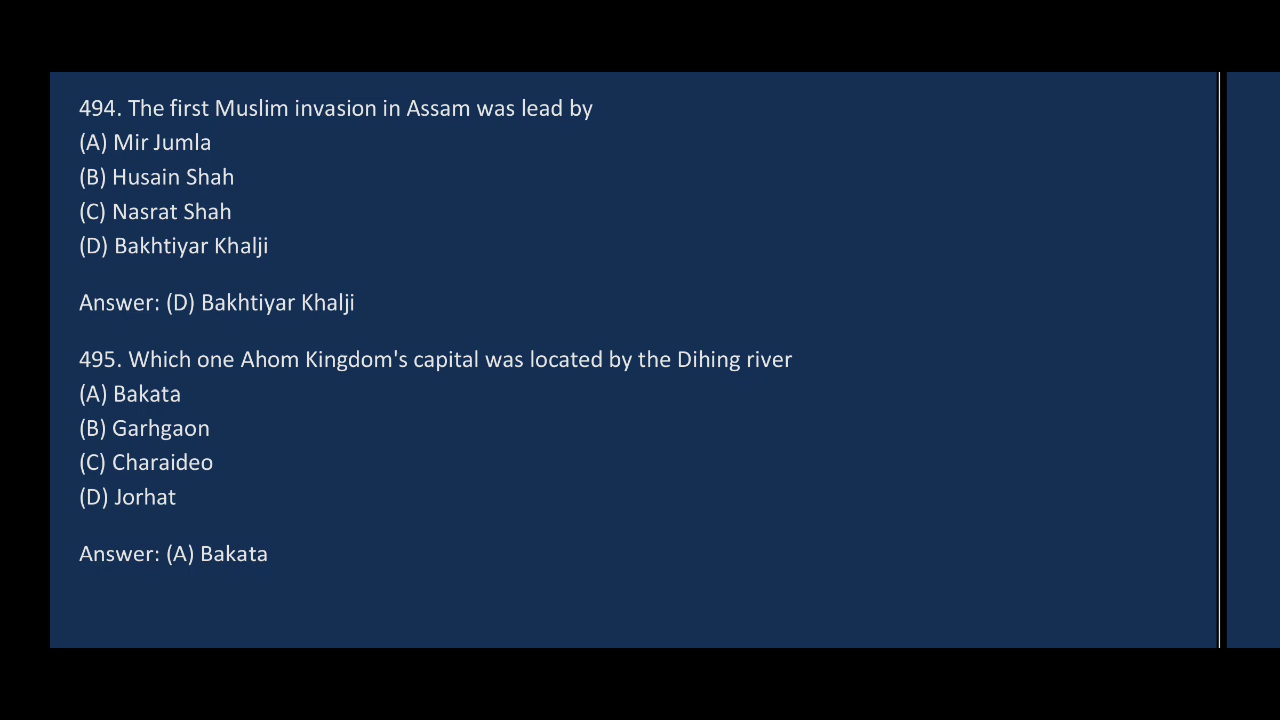 494. The first Muslim invasion in Assam was lead by
(A) Mir Jumla
(B) Husain Shah
(C) Nasrat Shah
(D) Bakhtiyar Khalji
Answer: (D) Bakhtiyar Khalji
495. Which one Ahom Kingdom's capital was located by the Dihing river
(A) Bakata
(B) Garhgaon
(C) Charaideo
(D) Jorhat
Answer: (A) Bakata